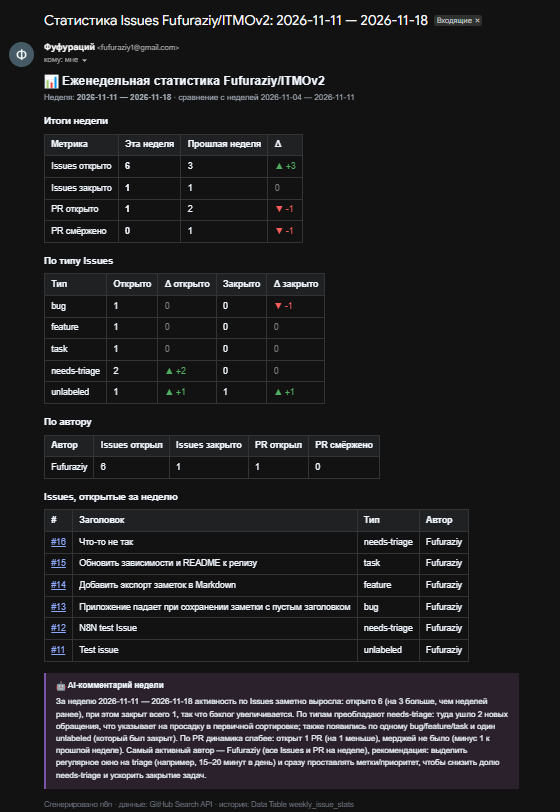 Статистика Issues Fufuraziy/ITMOv2: 2026-11-11 — 2026-11-18 Входящие ×
Ф
Фуфураций <fufuraziy1@gmail.com>
кому: мне
📊 Еженедельная статистика Fufuraziy/ITMOv2
Неделя: 2026-11-11 — 2026-11-18 · сравнение с неделей 2026-11-04 — 2026-11-11
Итоги недели
Метрика Эта неделя Прошлая неделя Δ
Issues открыто 6 3 ▲ +3
Issues закрыто 1 1 0
PR открыто 1 2 ▼ -1
PR смёржено 0 1 ▼ -1
По типу Issues
Тип Открыто Δ открыто Закрыто Δ закрыто
bug 1 0 0 ▼ -1
feature 1 0 0 0
task 1 0 0 0
needs-triage 2 ▲ +2 0 0
unlabeled 1 ▲ +1 1 ▲ +1
По автору
Автор Issues открыл Issues закрыто PR открыл PR смёржено
Fufuraziy 6 1 1 0
Issues, открытые за неделю
# Заголовок Тип Автор
#16 Что-то не так needs-triage Fufuraziy
#15 Обновить зависимости и README к релизу task Fufuraziy
#14 Добавить экспорт заметок в Markdown feature Fufuraziy
#13 Приложение падает при сохранении заметки с пустым заголовком bug Fufuraziy
#12 N8N test Issue needs-triage Fufuraziy
#11 Test issue unlabeled Fufuraziy
🤖 AI-комментарий недели
За неделю 2026-11-11 — 2026-11-18 активность по Issues заметно выросла: открыто 6 (на 3 больше, чем неделей
ранее), при этом закрыт всего 1, так что бэклог увеличивается. По типам преобладают needs-triage: туда ушло 2 новых
обращения, что указывает на просадку в первичной сортировке; также появились по одному bug/feature/task и один
unlabeled (который был закрыт). По PR динамика слабее: открыт 1 PR (на 1 меньше), мерджей не было (минус 1 к
прошлой неделе). Самый активный автор — Fufuraziy (все Issues и PR на неделе), рекомендация: выделить
регулярное окно на triage (например, 15–20 минут в день) и сразу проставлять метки/приоритет, чтобы снизить долю
needs-triage и ускорить закрытие задач.
Сгенерировано n8n · данные: GitHub Search API · история: Data Table weekly_issue_stats